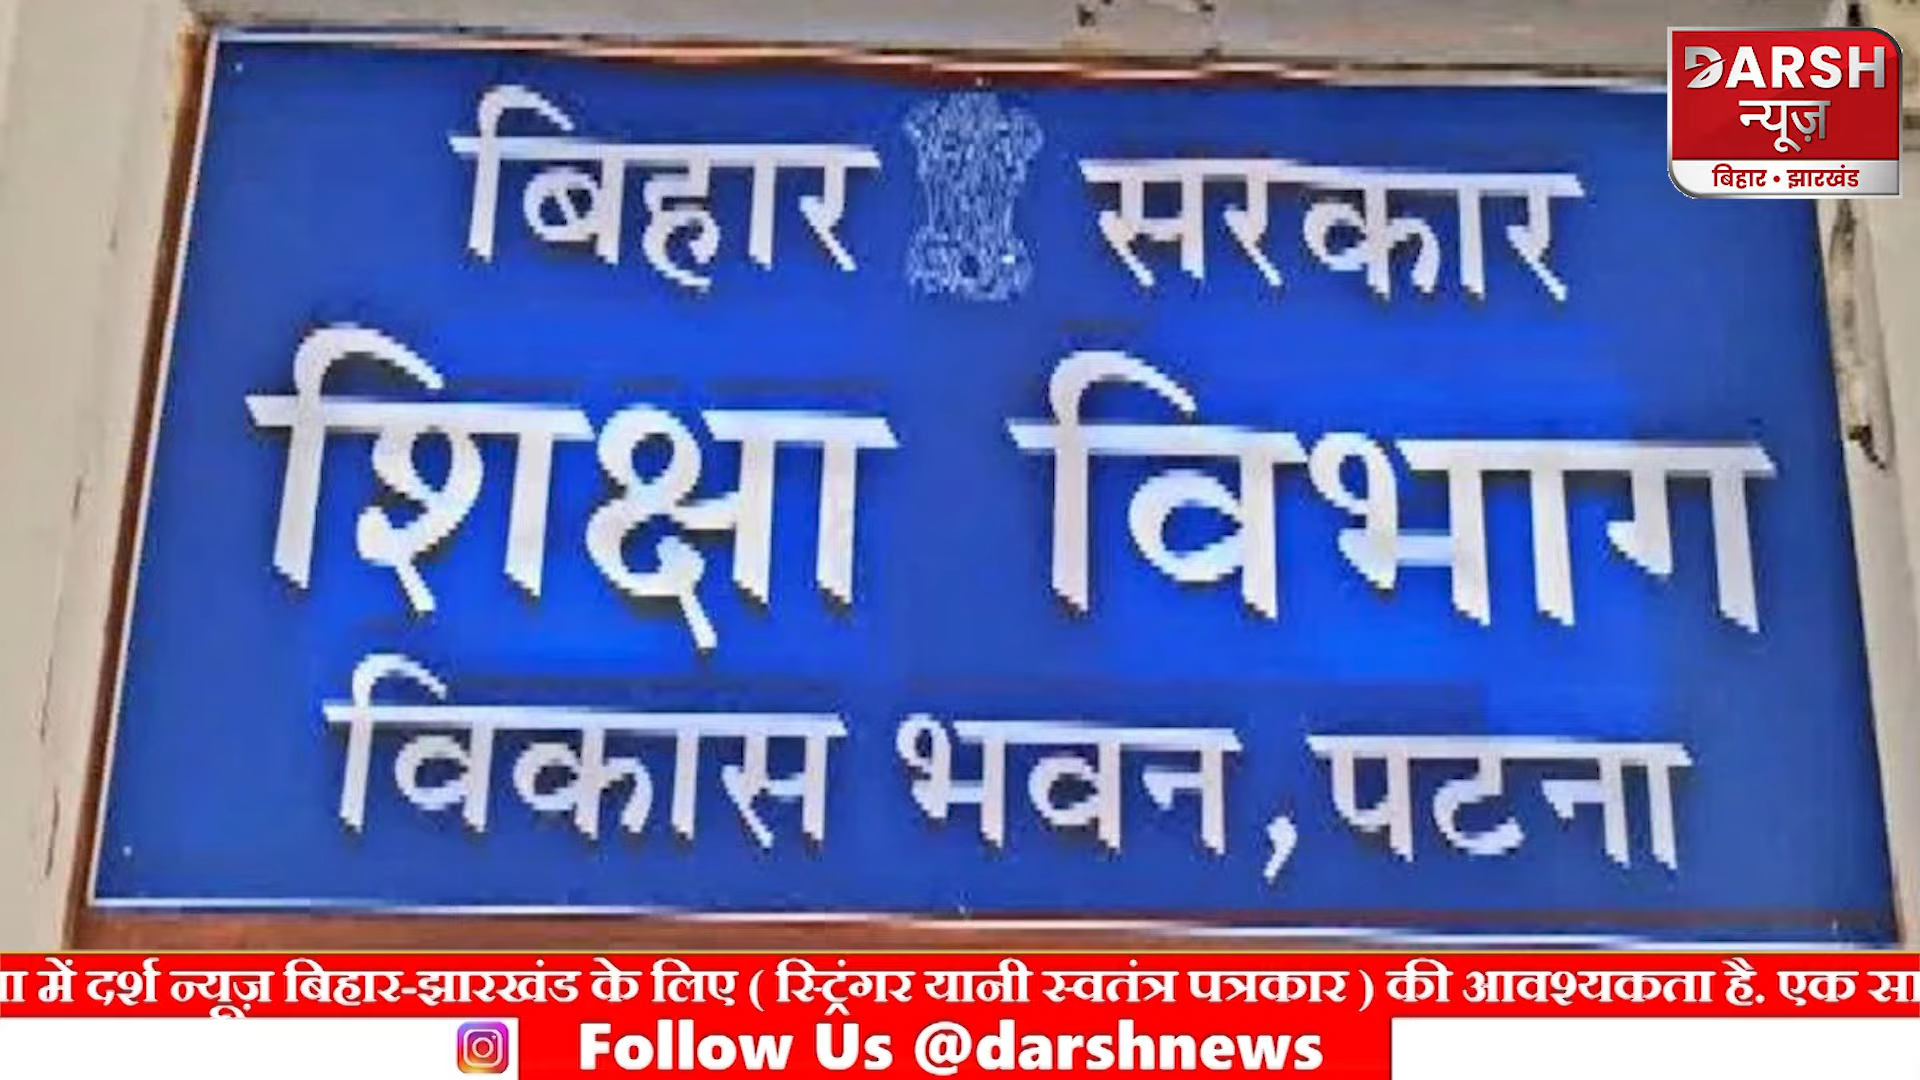 DARSH
न्यूज़
बिहार • झारखंड
बिहार सरकार
शिक्षा विभाग
विकास भवन, पटना
में दर्श न्यूज़ बिहार-झारखंड के लिए ( स्ट्रिंगर यानी स्वतंत्र पत्रकार ) की आवश्यकता है. एक
Follow Us @darshnews